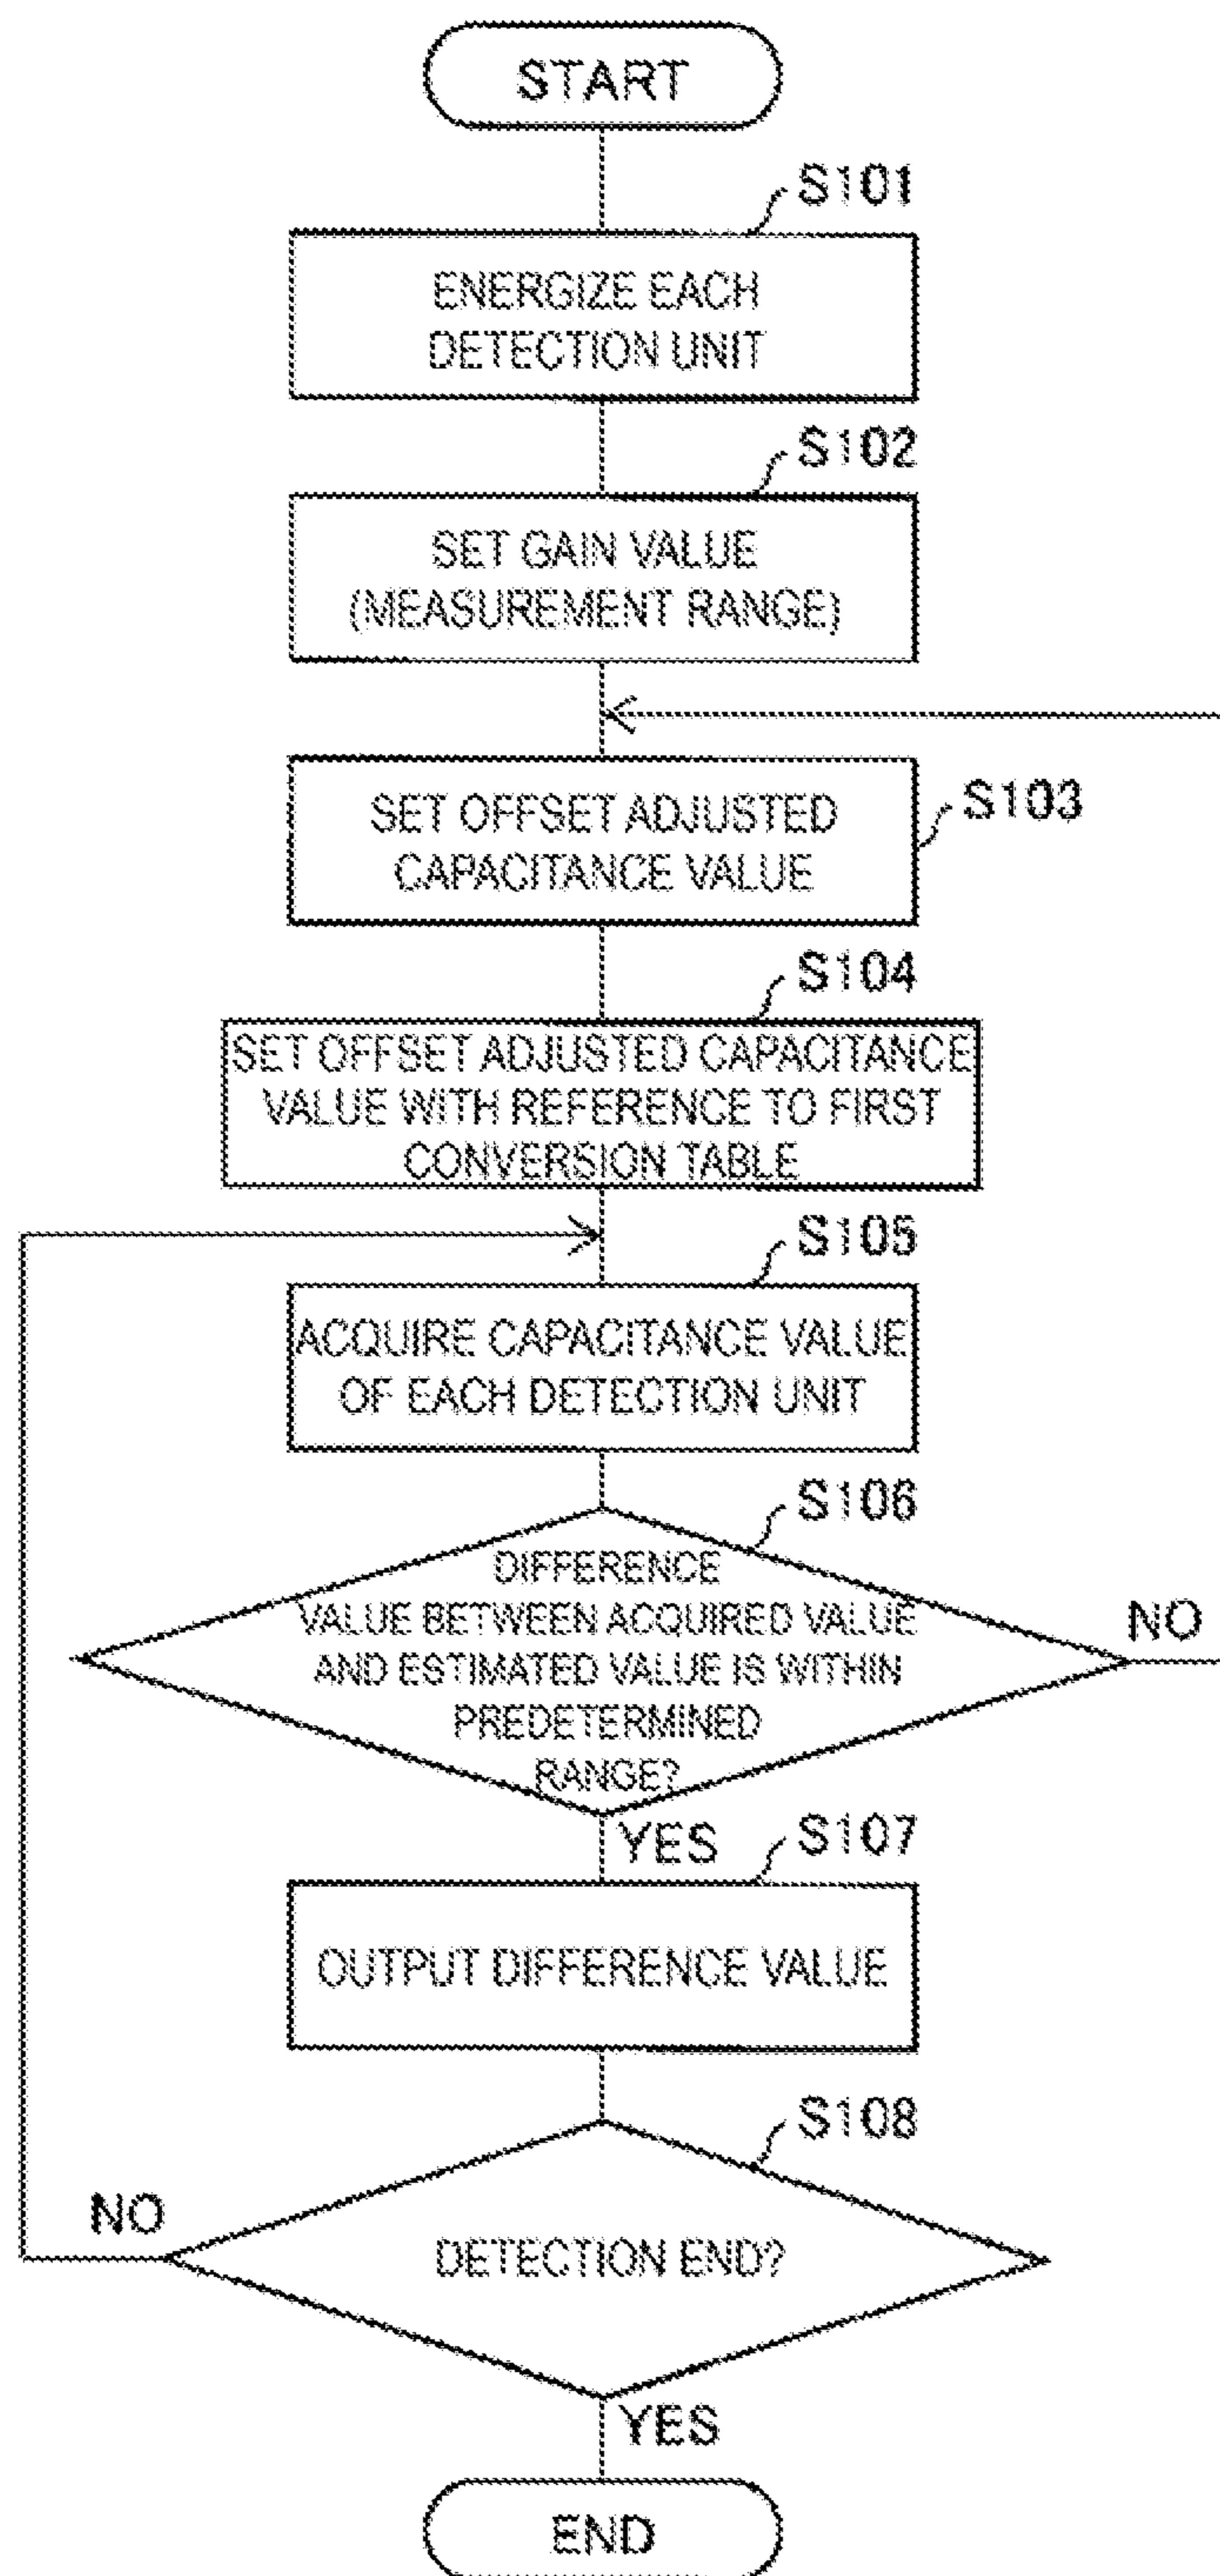 START
S101
ENERGIZE EACH
DETECTION UNIT
S102
SET GAIN VALUE
(MEASUREMENT RANGE)
S103
SET OFFSET ADJUSTED
CAPACITANCE VALUE
S104
SET OFFSET ADJUSTED CAPACITANCE
VALUE WITH REFERENCE TO FIRST
CONVERSION TABLE
S105
ACQUIRE CAPACITANCE VALUE
OF EACH DETECTION UNIT
S106
DIFFERENCE
VALUE BETWEEN ACQUIRED VALUE
AND ESTIMATED VALUE IS WITHIN
PREDETERMINED
RANGE?
NO
YES
S107
OUTPUT DIFFERENCE VALUE
S108
DETECTION END?
NO
YES
END